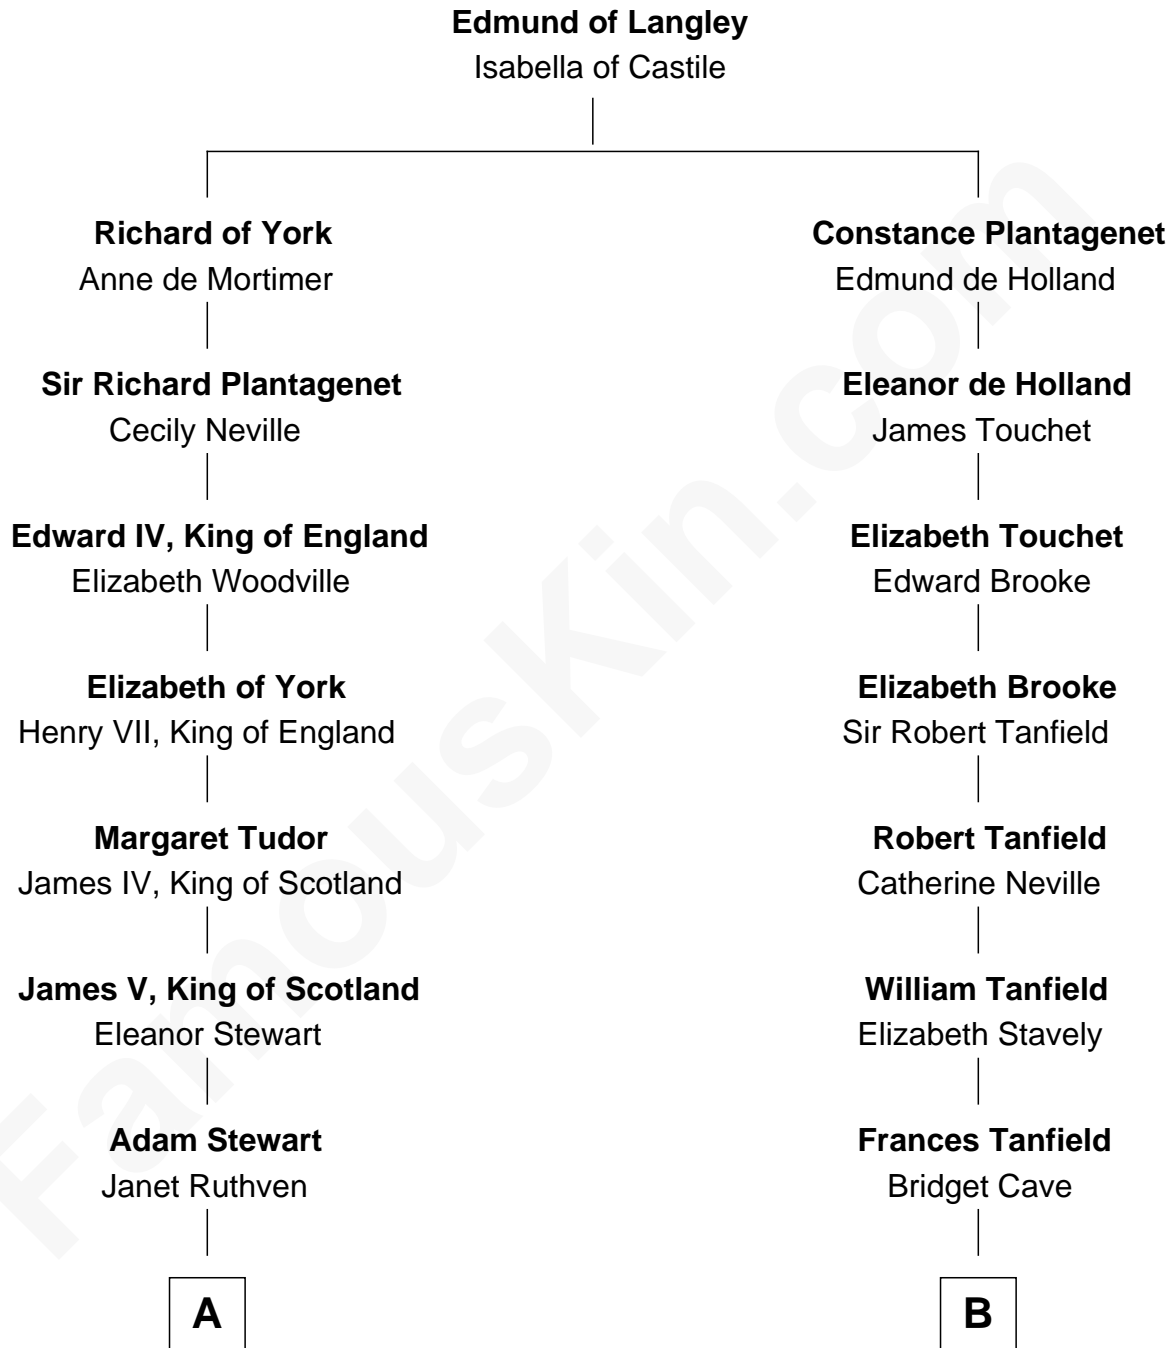 Edmund of Langley
Isabella of Castile
Richard of York
Anne de Mortimer
Constance Plantagenet
Edmund de Holland
Sir Richard Plantagenet
Cecily Neville
Eleanor de Holland
James Touchet
Edward IV, King of England
Elizabeth Woodville
Elizabeth Touchet
Edward Brooke
Elizabeth of York
Henry VII, King of England
Elizabeth Brooke
Sir Robert Tanfield
Margaret Tudor
James IV, King of Scotland
Robert Tanfield
Catherine Neville
James V, King of Scotland
Eleanor Stewart
William Tanfield
Elizabeth Stavely
Adam Stewart
Janet Ruthven
Frances Tanfield
Bridget Cave
A
B
FamousKin.com